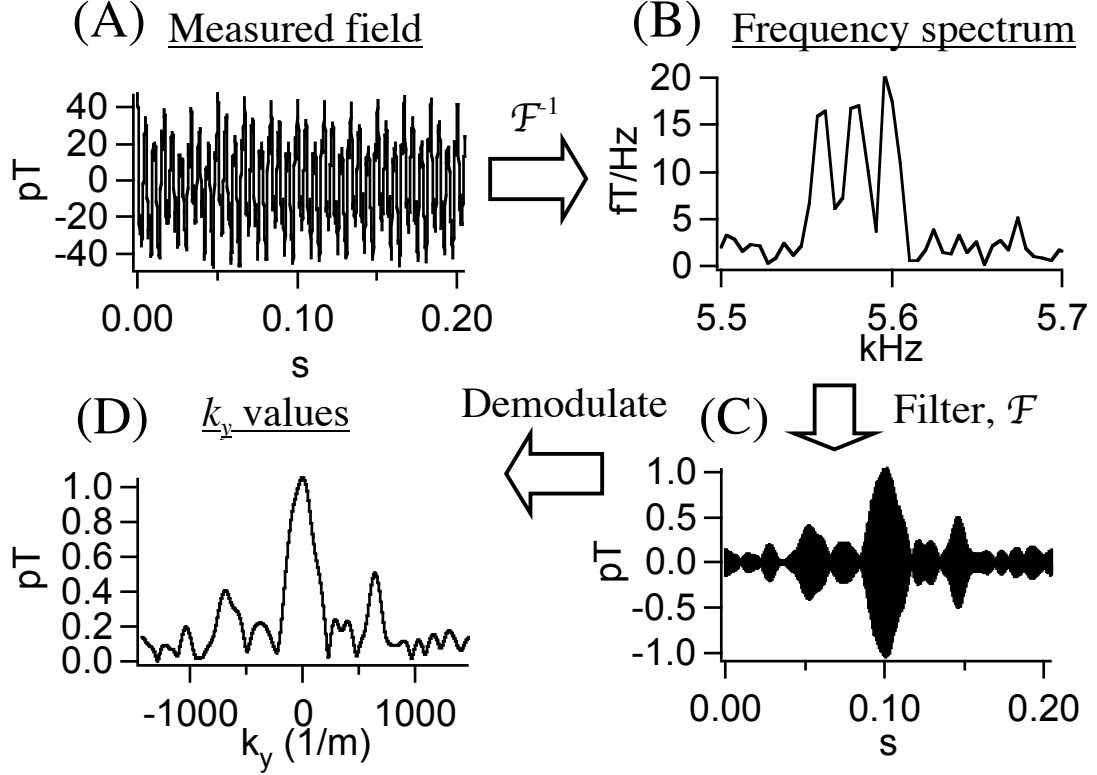 (A) Measured field
40
20
0
-20
-40
pT
0.00 0.10 0.20
s
ℱ-1
(B) Frequency spectrum
20
15
10
5
0
fT/Hz
5.5 5.6 5.7
kHz
Filter, ℱ
(C)
1.0
0.5
0.0
-0.5
-1.0
pT
0.00 0.10 0.20
s
Demodulate
(D) ky values
1.0
0.8
0.6
0.4
0.2
0.0
pT
-1000 0 1000
ky (1/m)